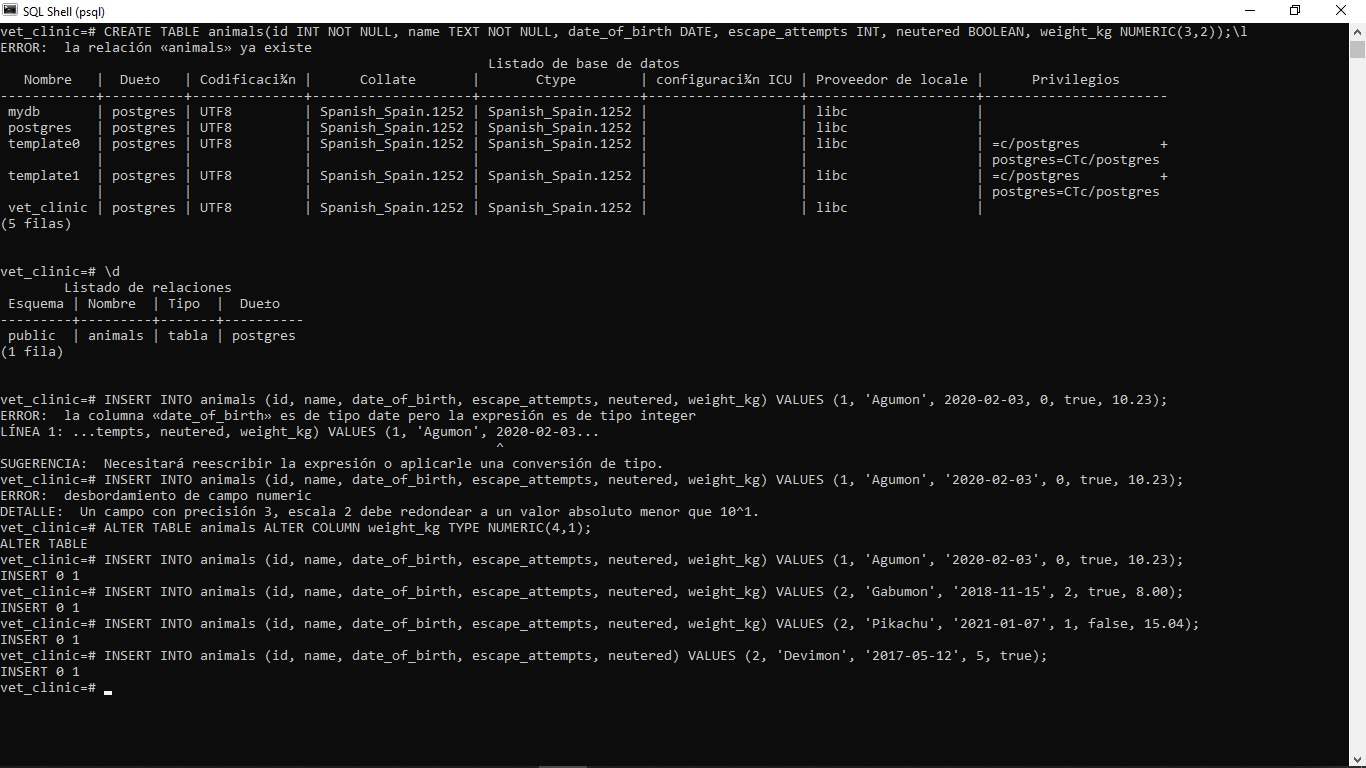 SQL Shell (psql)
vet_clinic=# CREATE TABLE animals(id INT NOT NULL, name TEXT NOT NULL, date_of_birth DATE, escape_attempts INT, neutered BOOLEAN, weight_kg NUMERIC(3,2));\l
ERROR:  la relación «animals» ya existe
Listado de base de datos
Nombre | Due±o | Codificaci¾n | Collate | Ctype | configuraci¾n ICU | Proveedor de locale | Privilegios
------------+----------+--------------+--------------------+--------------------+-------------------+---------------------+-----------------------
mydb | postgres | UTF8 | Spanish_Spain.1252 | Spanish_Spain.1252 | | libc |
postgres | postgres | UTF8 | Spanish_Spain.1252 | Spanish_Spain.1252 | | libc |
template0 | postgres | UTF8 | Spanish_Spain.1252 | Spanish_Spain.1252 | | libc | =c/postgres +
| | | | | | | postgres=CTc/postgres
template1 | postgres | UTF8 | Spanish_Spain.1252 | Spanish_Spain.1252 | | libc | =c/postgres +
| | | | | | | postgres=CTc/postgres
vet_clinic | postgres | UTF8 | Spanish_Spain.1252 | Spanish_Spain.1252 | | libc |
(5 filas)
vet_clinic=# \d
Listado de relaciones
Esquema | Nombre | Tipo | Due±o
---------+---------+-------+----------
public | animals | tabla | postgres
(1 fila)
vet_clinic=# INSERT INTO animals (id, name, date_of_birth, escape_attempts, neutered, weight_kg) VALUES (1, 'Agumon', 2020-02-03, 0, true, 10.23);
ERROR:  la columna «date_of_birth» es de tipo date pero la expresión es de tipo integer
LÍNEA 1: ...tempts, neutered, weight_kg) VALUES (1, 'Agumon', 2020-02-03...
^
SUGERENCIA:  Necesitará reescribir la expresión o aplicarle una conversión de tipo.
vet_clinic=# INSERT INTO animals (id, name, date_of_birth, escape_attempts, neutered, weight_kg) VALUES (1, 'Agumon', '2020-02-03', 0, true, 10.23);
ERROR:  desbordamiento de campo numeric
DETALLE:  Un campo con precisión 3, escala 2 debe redondear a un valor absoluto menor que 10^1.
vet_clinic=# ALTER TABLE animals ALTER COLUMN weight_kg TYPE NUMERIC(4,1);
ALTER TABLE
vet_clinic=# INSERT INTO animals (id, name, date_of_birth, escape_attempts, neutered, weight_kg) VALUES (1, 'Agumon', '2020-02-03', 0, true, 10.23);
INSERT 0 1
vet_clinic=# INSERT INTO animals (id, name, date_of_birth, escape_attempts, neutered, weight_kg) VALUES (2, 'Gabumon', '2018-11-15', 2, true, 8.00);
INSERT 0 1
vet_clinic=# INSERT INTO animals (id, name, date_of_birth, escape_attempts, neutered, weight_kg) VALUES (2, 'Pikachu', '2021-01-07', 1, false, 15.04);
INSERT 0 1
vet_clinic=# INSERT INTO animals (id, name, date_of_birth, escape_attempts, neutered) VALUES (2, 'Devimon', '2017-05-12', 5, true);
INSERT 0 1
vet_clinic=#